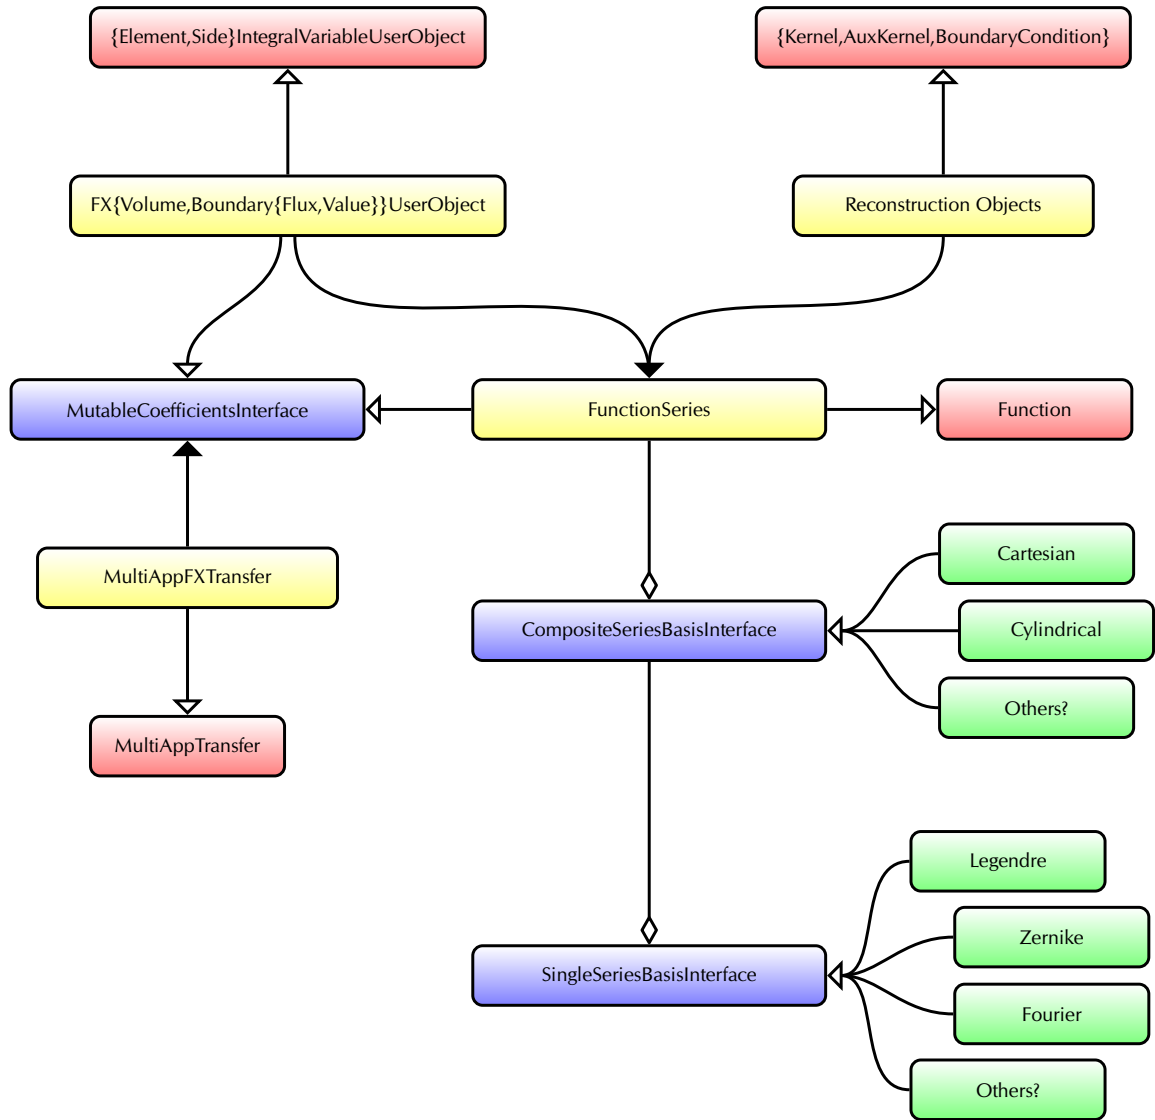 {Element,Side}IntegralVariableUserObject
{Kernel,AuxKernel,BoundaryCondition}
FX{Volume,Boundary{Flux,Value}}UserObject
Reconstruction Objects
MutableCoefficientsInterface
FunctionSeries
Function
Cartesian
MultiAppFXTransfer
CompositeSeriesBasisInterface
Cylindrical
Others?
MultiAppTransfer
Legendre
Zernike
SingleSeriesBasisInterface
Fourier
Others?